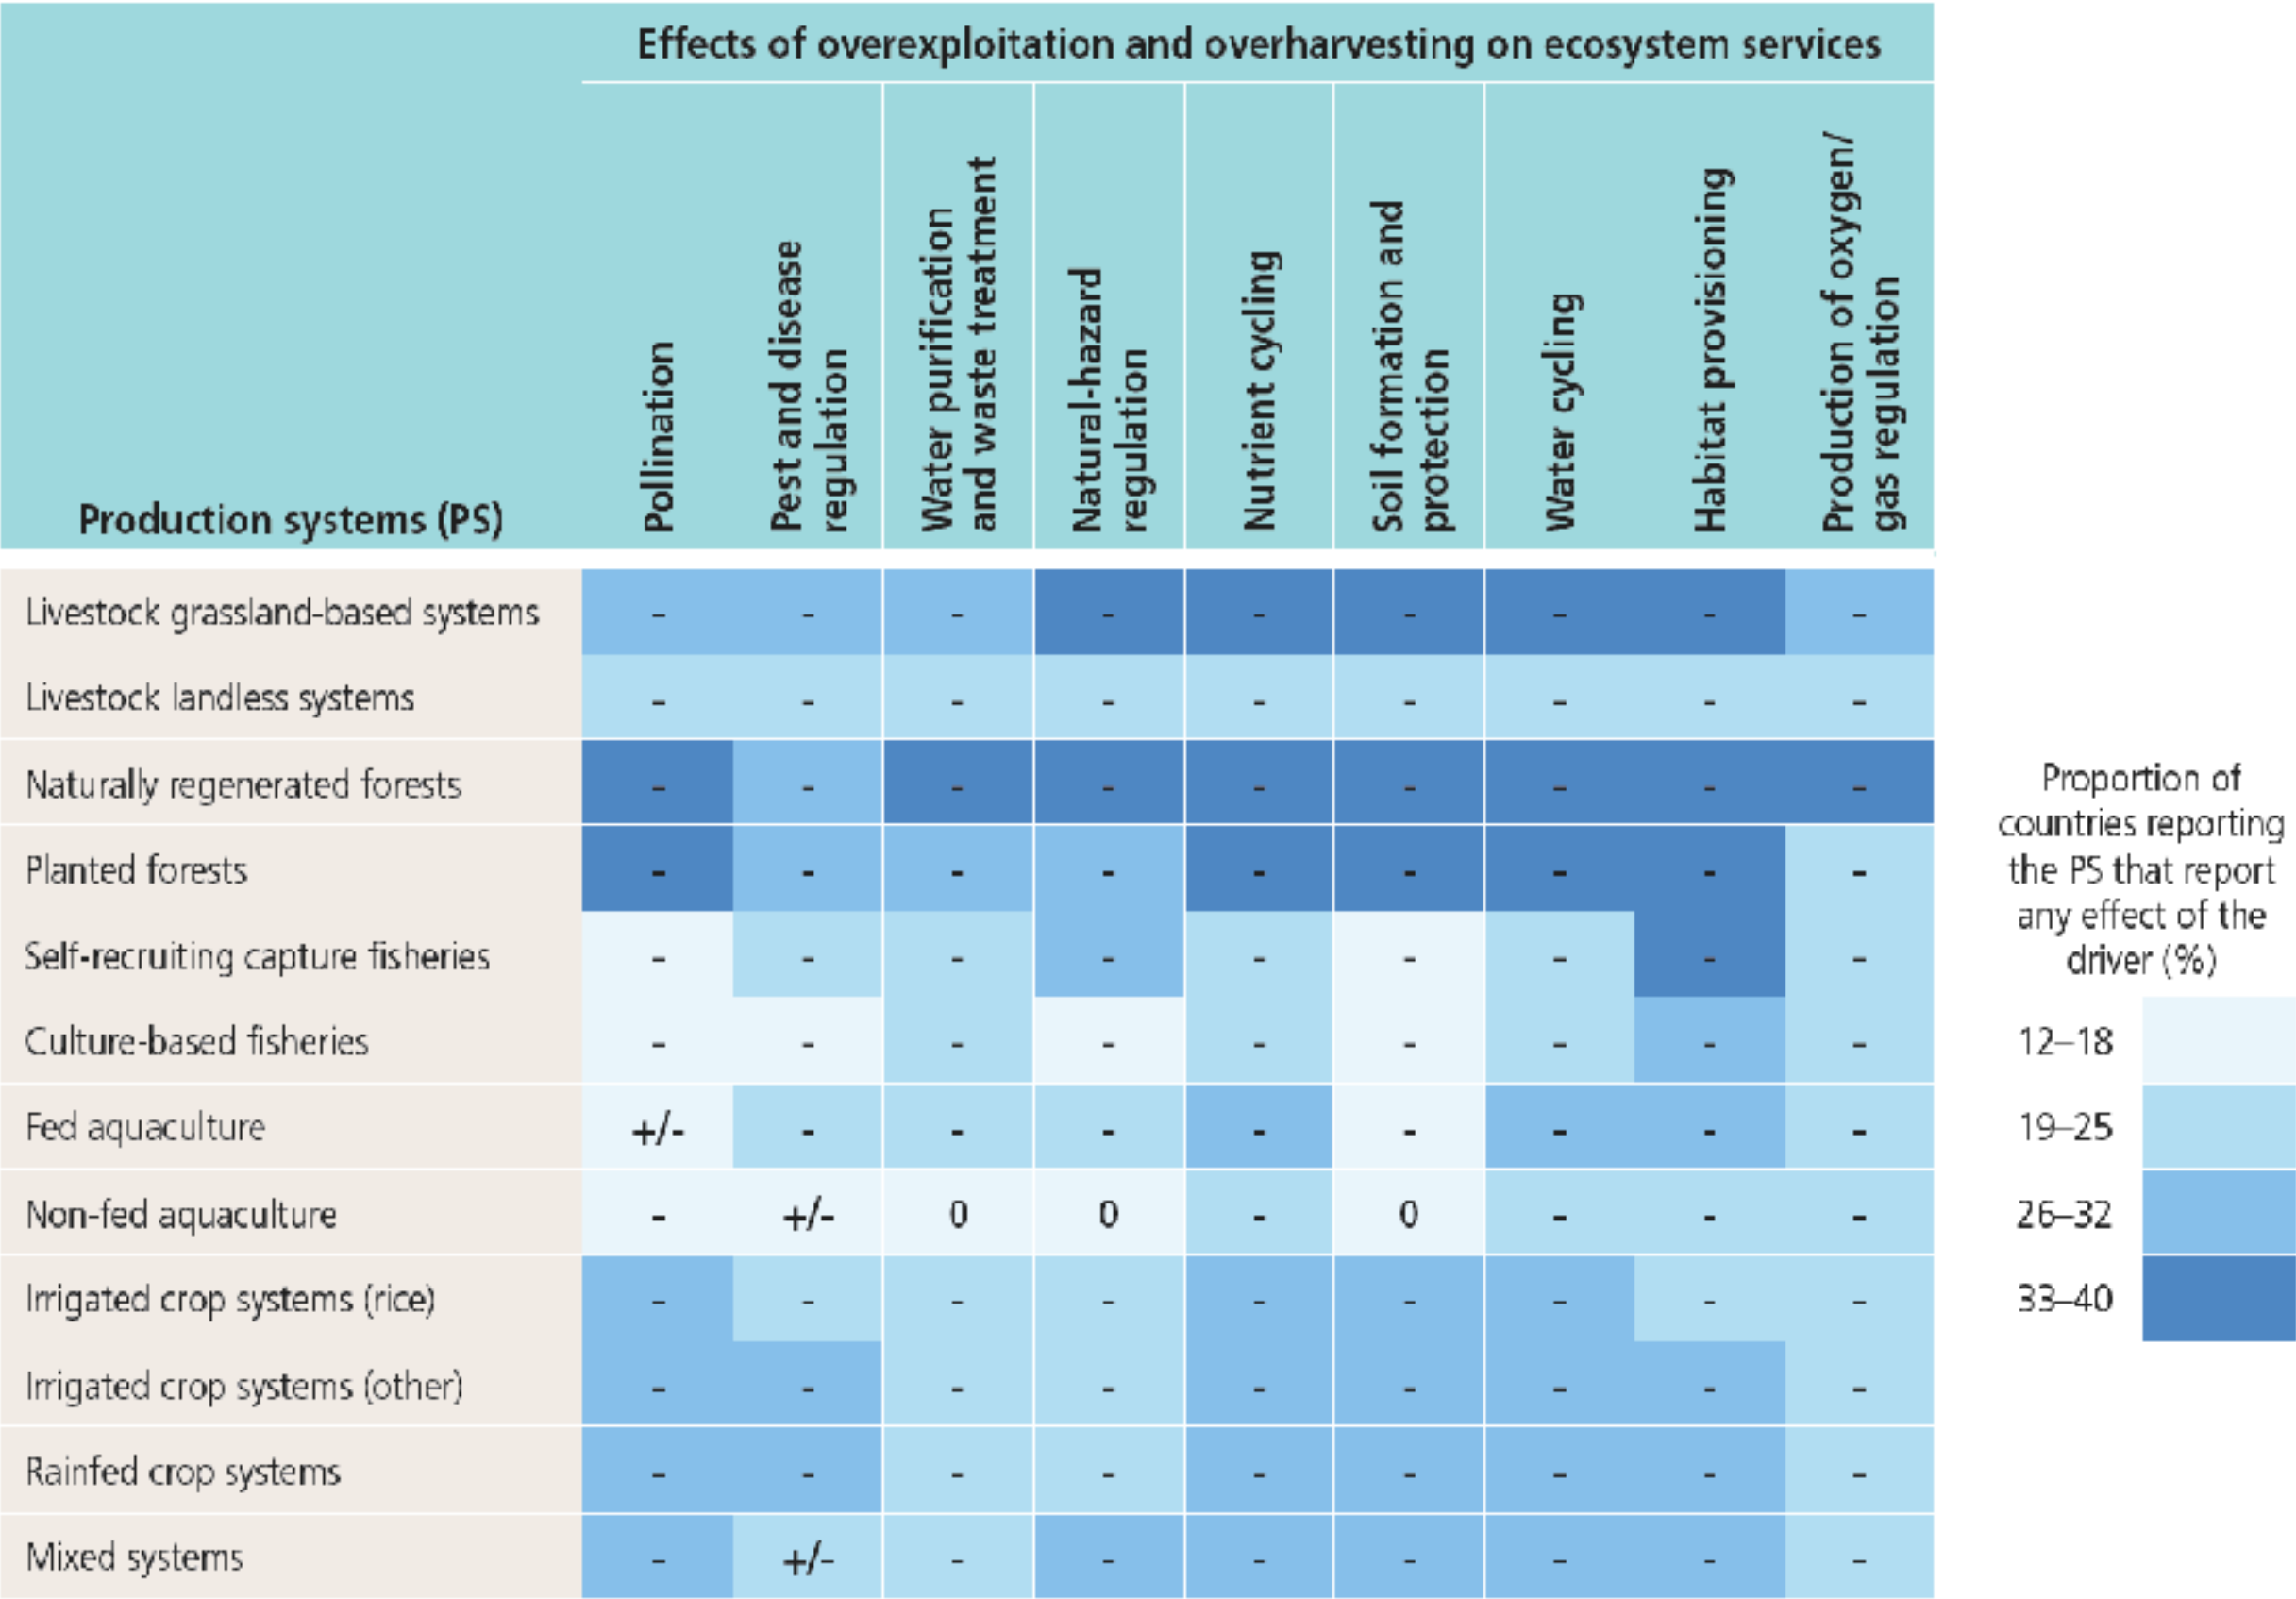 Effects of overexploitation and overharvesting on ecosystem services
Production systems (PS)
Pollination
Pest and disease
regulation
Water purification
and waste treatment
Natural-hazard
regulation
Nutrient cycling
Soil formation and
protection
Water cycling
Habitat provisioning
Production of oxygen/
gas regulation
Livestock grassland-based systems - - - - - - - - -
Livestock landless systems - - - - - - - - -
Naturally regenerated forests - - - - - - - - -
Planted forests - - - - - - - - -
Self-recruiting capture fisheries - - - - - - - - -
Culture-based fisheries - - - - - - - - -
Fed aquaculture +/- - - - - - - - -
Non-fed aquaculture - +/- 0 0 - 0 - - -
Irrigated crop systems (rice) - - - - - - - - -
Irrigated crop systems (other) - - - - - - - - -
Rainfed crop systems - - - - - - - - -
Mixed systems - +/- - - - - - - -
Proportion of
countries reporting
the PS that report
any effect of the
driver (%)
12–18
19–25
26–32
33–40